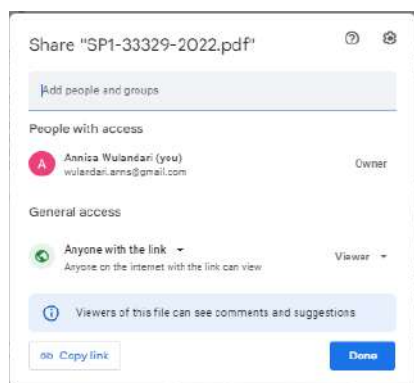 Share "SP1-33329-2022.pdf"
Add people and groups
People with access
A
Annisa Wulandari (you)
wulandari.arns@gmail.com
Owner
General access
Anyone with the link
Anyone on the internet with the link can view
Viewer
Viewers of this file can see comments and suggestions
Copy link
Done